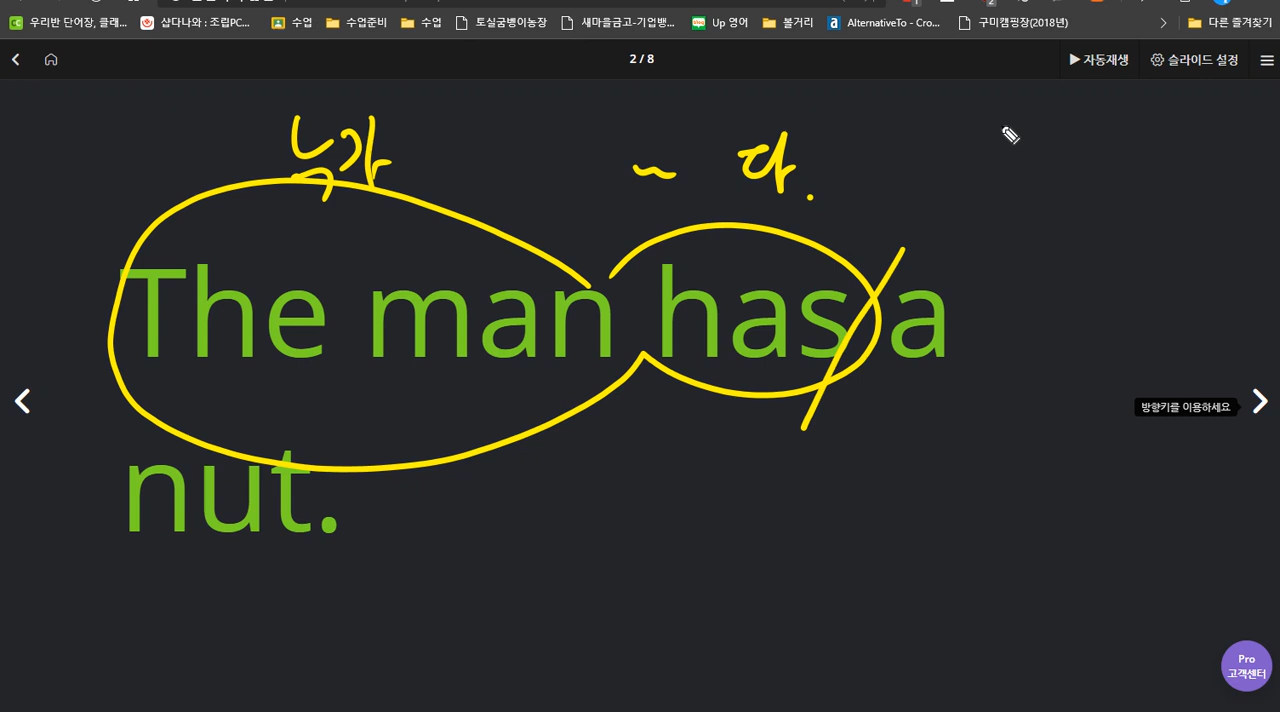 우리반 단어장, 클래... 샵다나와 : 조립PC... 수업 수업준비 수업 토실굼벵이농장 새마을금고-기업뱅... Up 영어 볼거리 AlternativeTo - Cro... 구미캠핑장(2018년) 다른 즐겨찾기
2 / 8 자동재생 슬라이드 설정
누가 ~ 다.
The man has / a
방향키를 이용하세요
nut.
Pro
고객센터